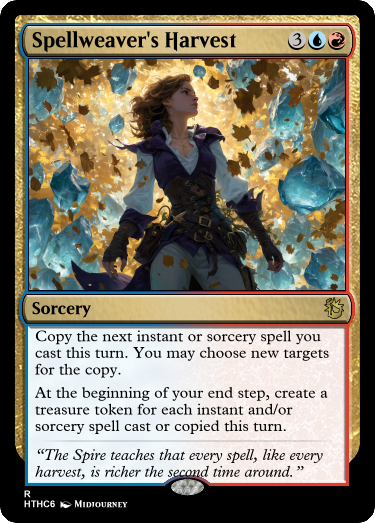 Spellweaver's Harvest 3
Sorcery
Copy the next instant or sorcery spell you
cast this turn. You may choose new targets
for the copy.
At the beginning of your end step, create a
treasure token for each instant and/or
sorcery spell cast or copied this turn.
“The Spire teaches that every spell, like every
harvest, is richer the second time around.”
R
HTHC6 Midjourney